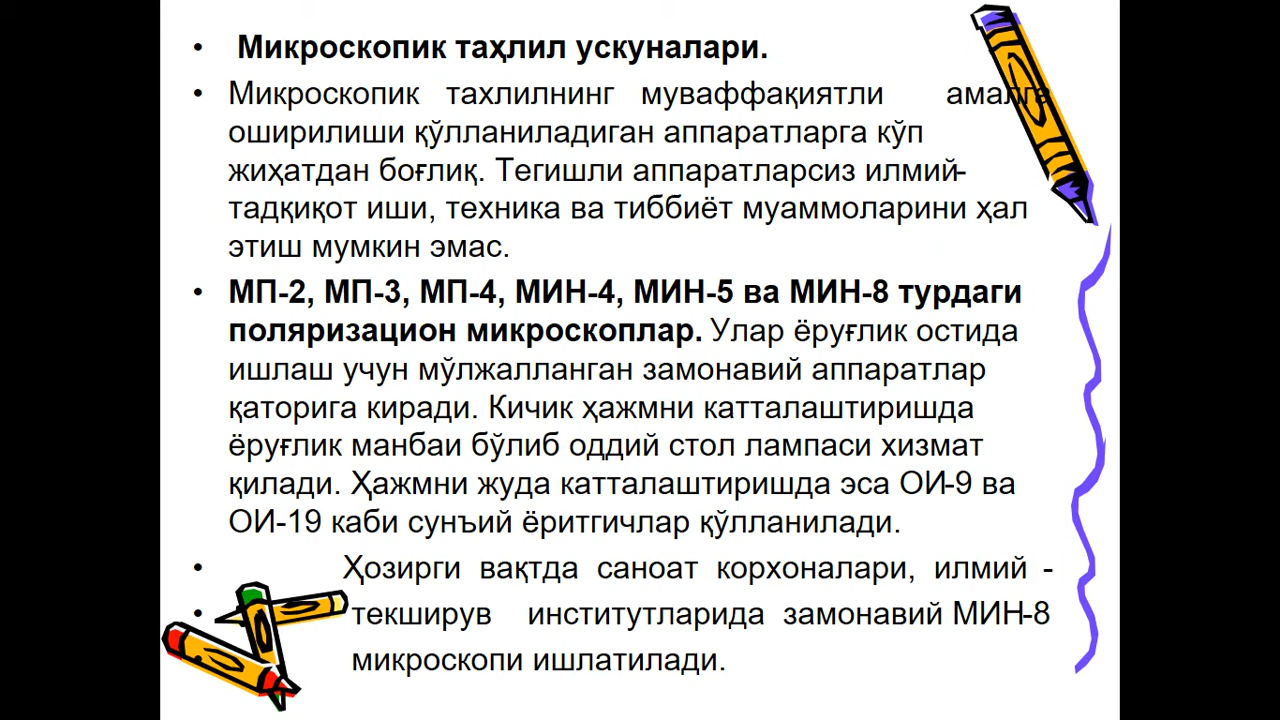 • Микроскопик таҳлил ускуналари.
• Микроскопик тахлилнинг муваффақиятли амалга
оширилиши қўлланиладиган аппаратларга кўп
жиҳатдан боғлиқ. Тегишли аппаратларсиз илмий-
тадқиқот иши, техника ва тиббиёт муаммоларини ҳал
этиш мумкин эмас.
• МП-2, МП-3, МП-4, МИН-4, МИН-5 ва МИН-8 турдаги
поляризацион микроскоплар. Улар ёруғлик остида
ишлаш учун мўлжалланган замонавий аппаратлар
қаторига киради. Кичик ҳажмни катталаштиришда
ёруғлик манбаи бўлиб оддий стол лампаси хизмат
қилади. Ҳажмни жуда катталаштиришда эса ОИ-9 ва
ОИ-19 каби сунъий ёритгичлар қўлланилади.
• Ҳозирги вақтда саноат корхоналари, илмий -
• текширув институтларида замонавий МИН-8
микроскопи ишлатилади.